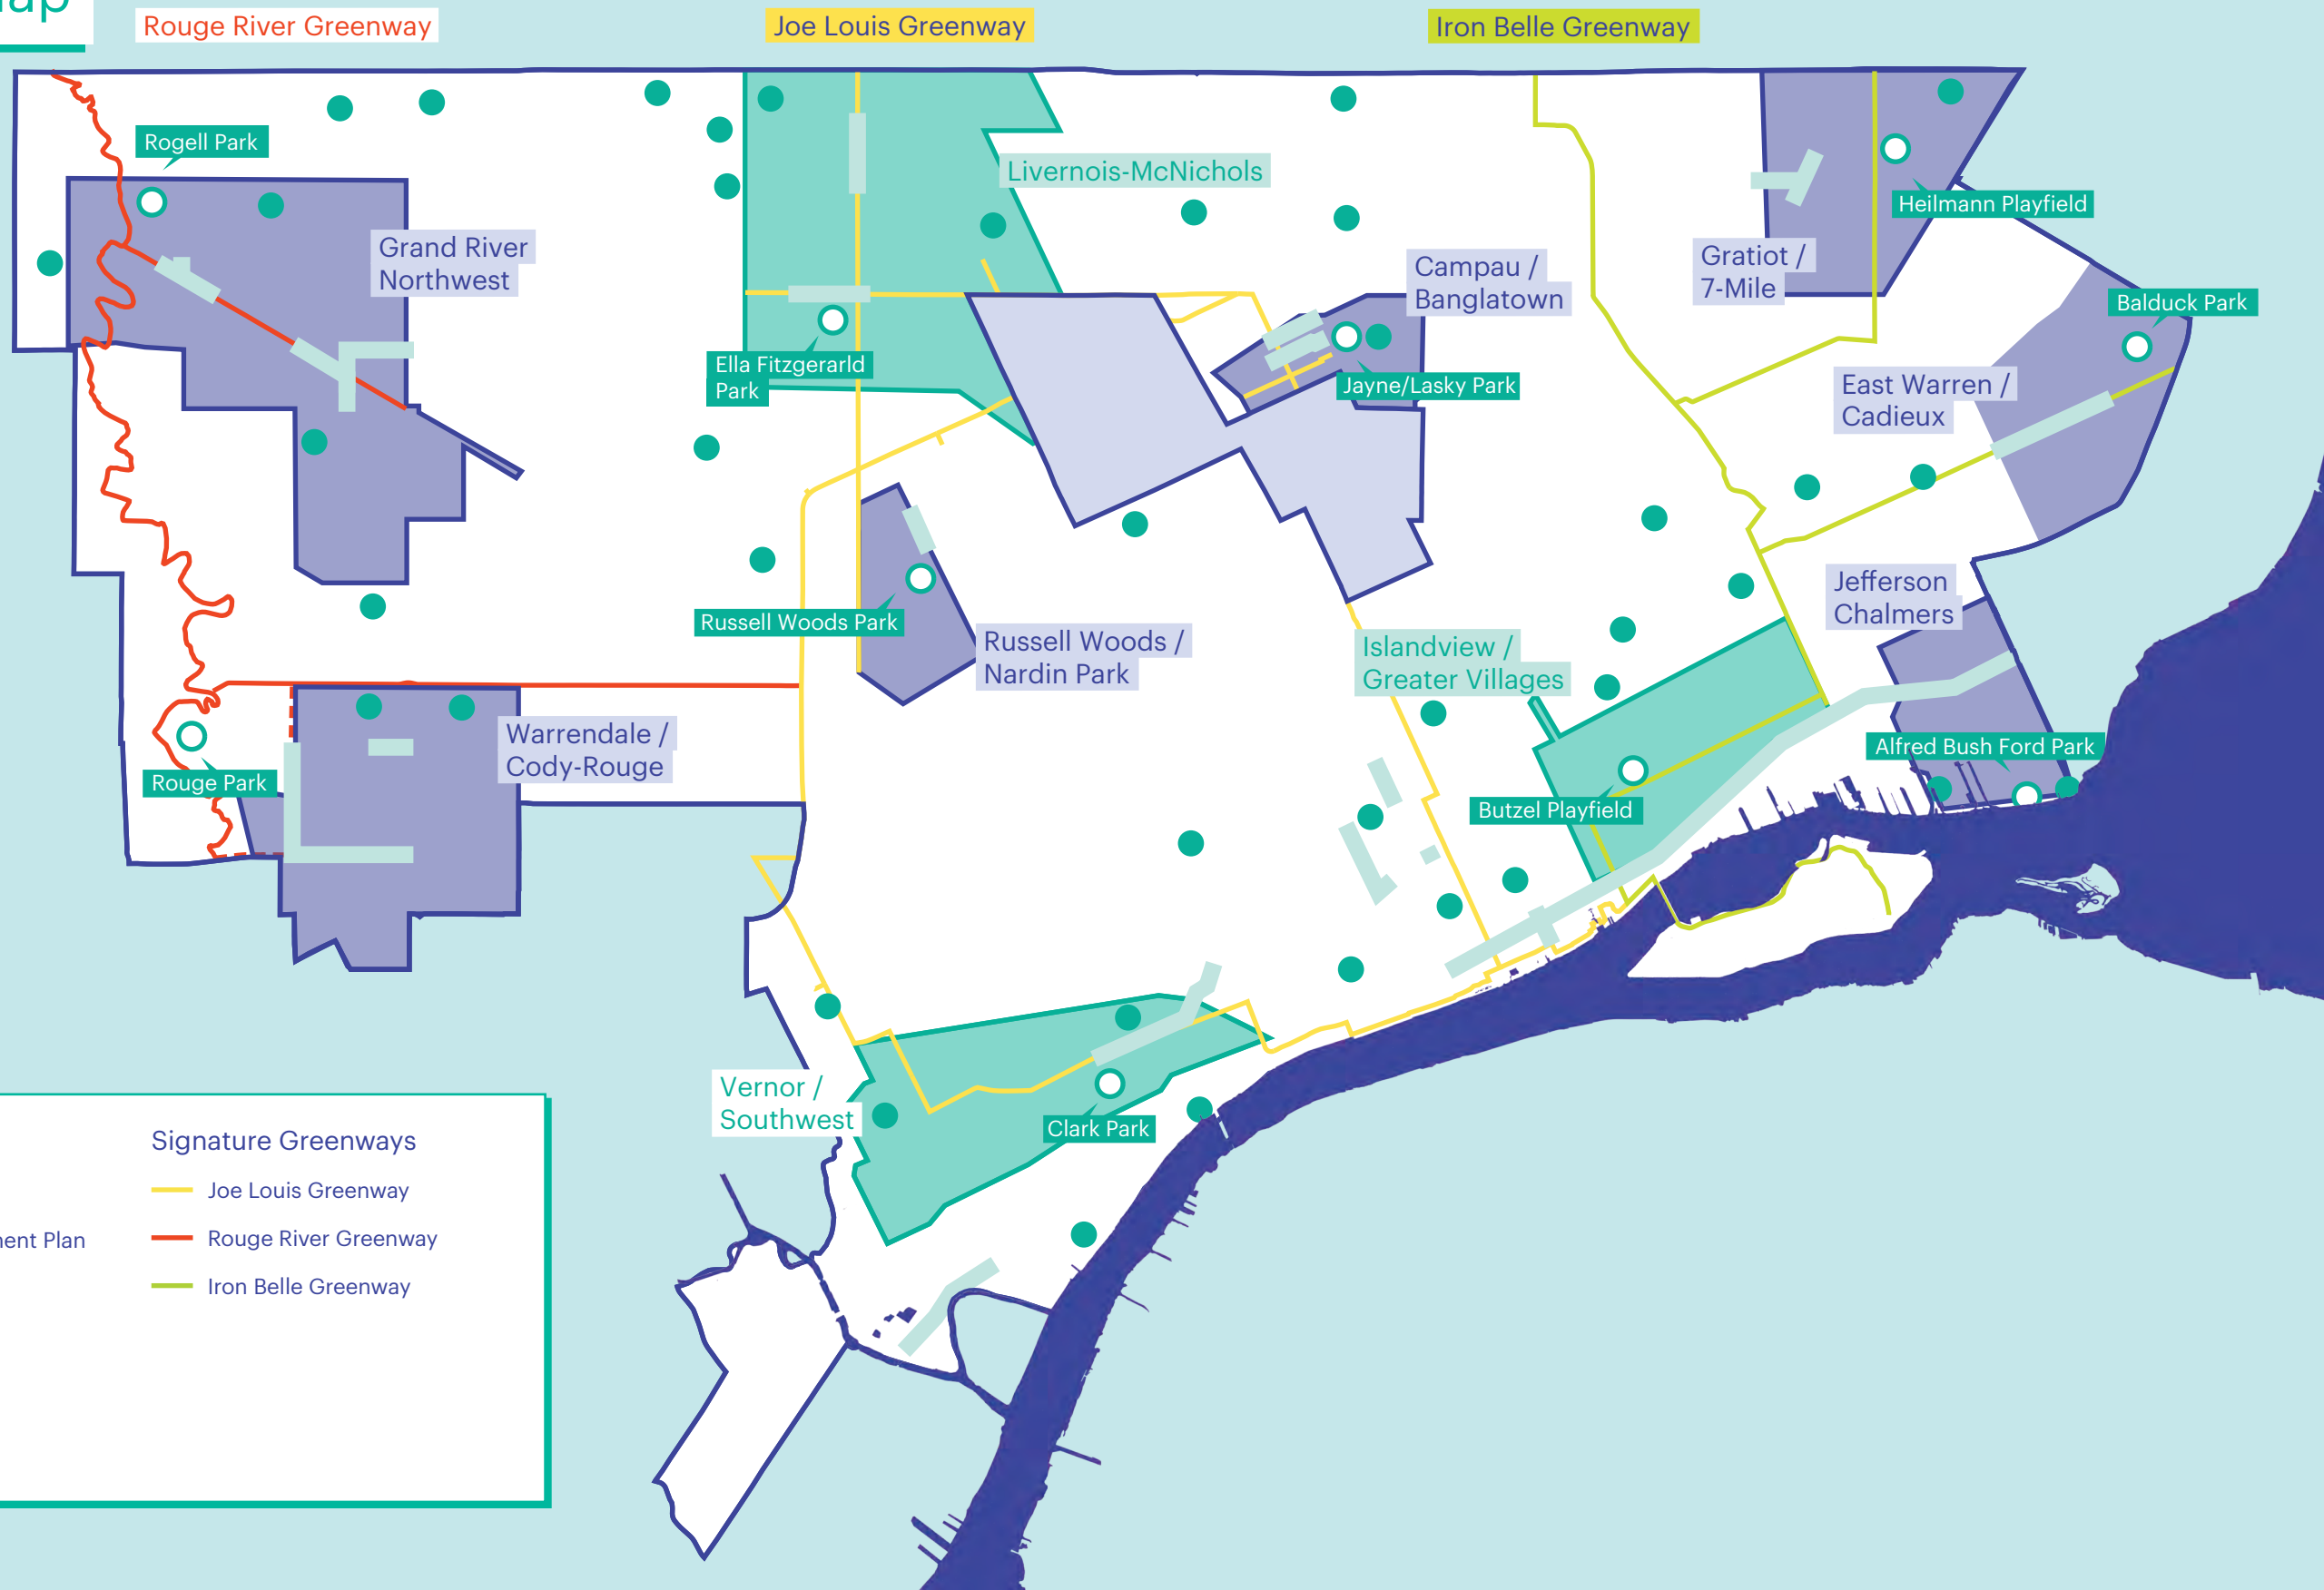 Rouge River Greenway
Joe Louis Greenway
Iron Belle Greenway
Rogell Park
Livernois-McNichols
Heilmann Playfield
Grand River
Northwest
Campau /
Banglatown
Gratiot /
7-Mile
Balduck Park
Ella Fitzgerarld
Park
Jayne/Lasky Park
East Warren /
Cadieux
Russell Woods Park
Russell Woods /
Nardin Park
Jefferson
Chalmers
Islandview /
Greater Villages
Warrendale /
Cody-Rouge
Rouge Park
Alfred Bush Ford Park
Butzel Playfield
Vernor /
Southwest
Clark Park
Signature Greenways
Joe Louis Greenway
Rouge River Greenway
Iron Belle Greenway
Plan